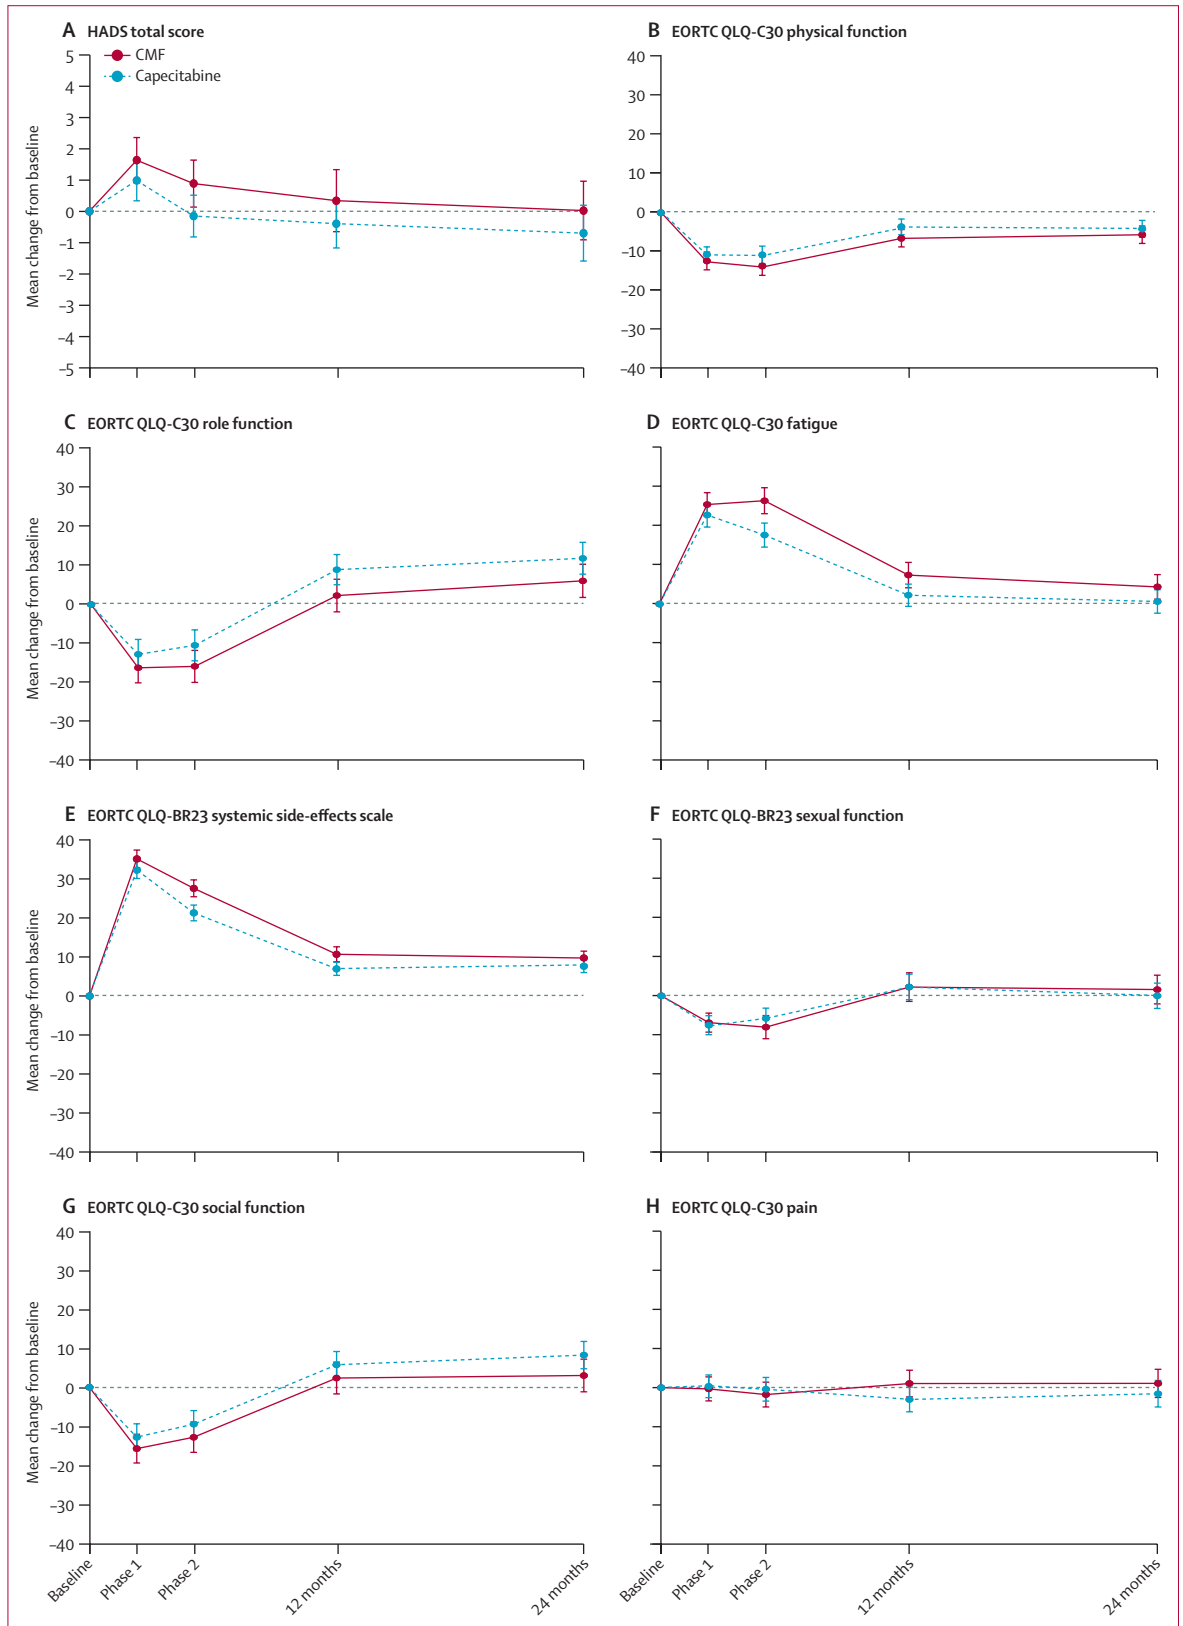 A HADS total score
CMF
Capecitabine
5
4
3
2
1
0
–1
–2
–3
–4
–5
Mean change from baseline
B EORTC QLQ-C30 physical function
40
30
20
10
0
–10
–20
–30
–40
C EORTC QLQ-C30 role function
40
30
20
10
0
–10
–20
–30
–40
Mean change from baseline
D EORTC QLQ-C30 fatigue
E EORTC QLQ-BR23 systemic side-effects scale
40
30
20
10
0
–10
–20
–30
–40
Mean change from baseline
F EORTC QLQ-BR23 sexual function
G EORTC QLQ-C30 social function
40
30
20
10
0
–10
–20
–30
–40
Mean change from baseline
Baseline
Phase 1
Phase 2
12 months
24 months
H EORTC QLQ-C30 pain
Baseline
Phase 1
Phase 2
12 months
24 months